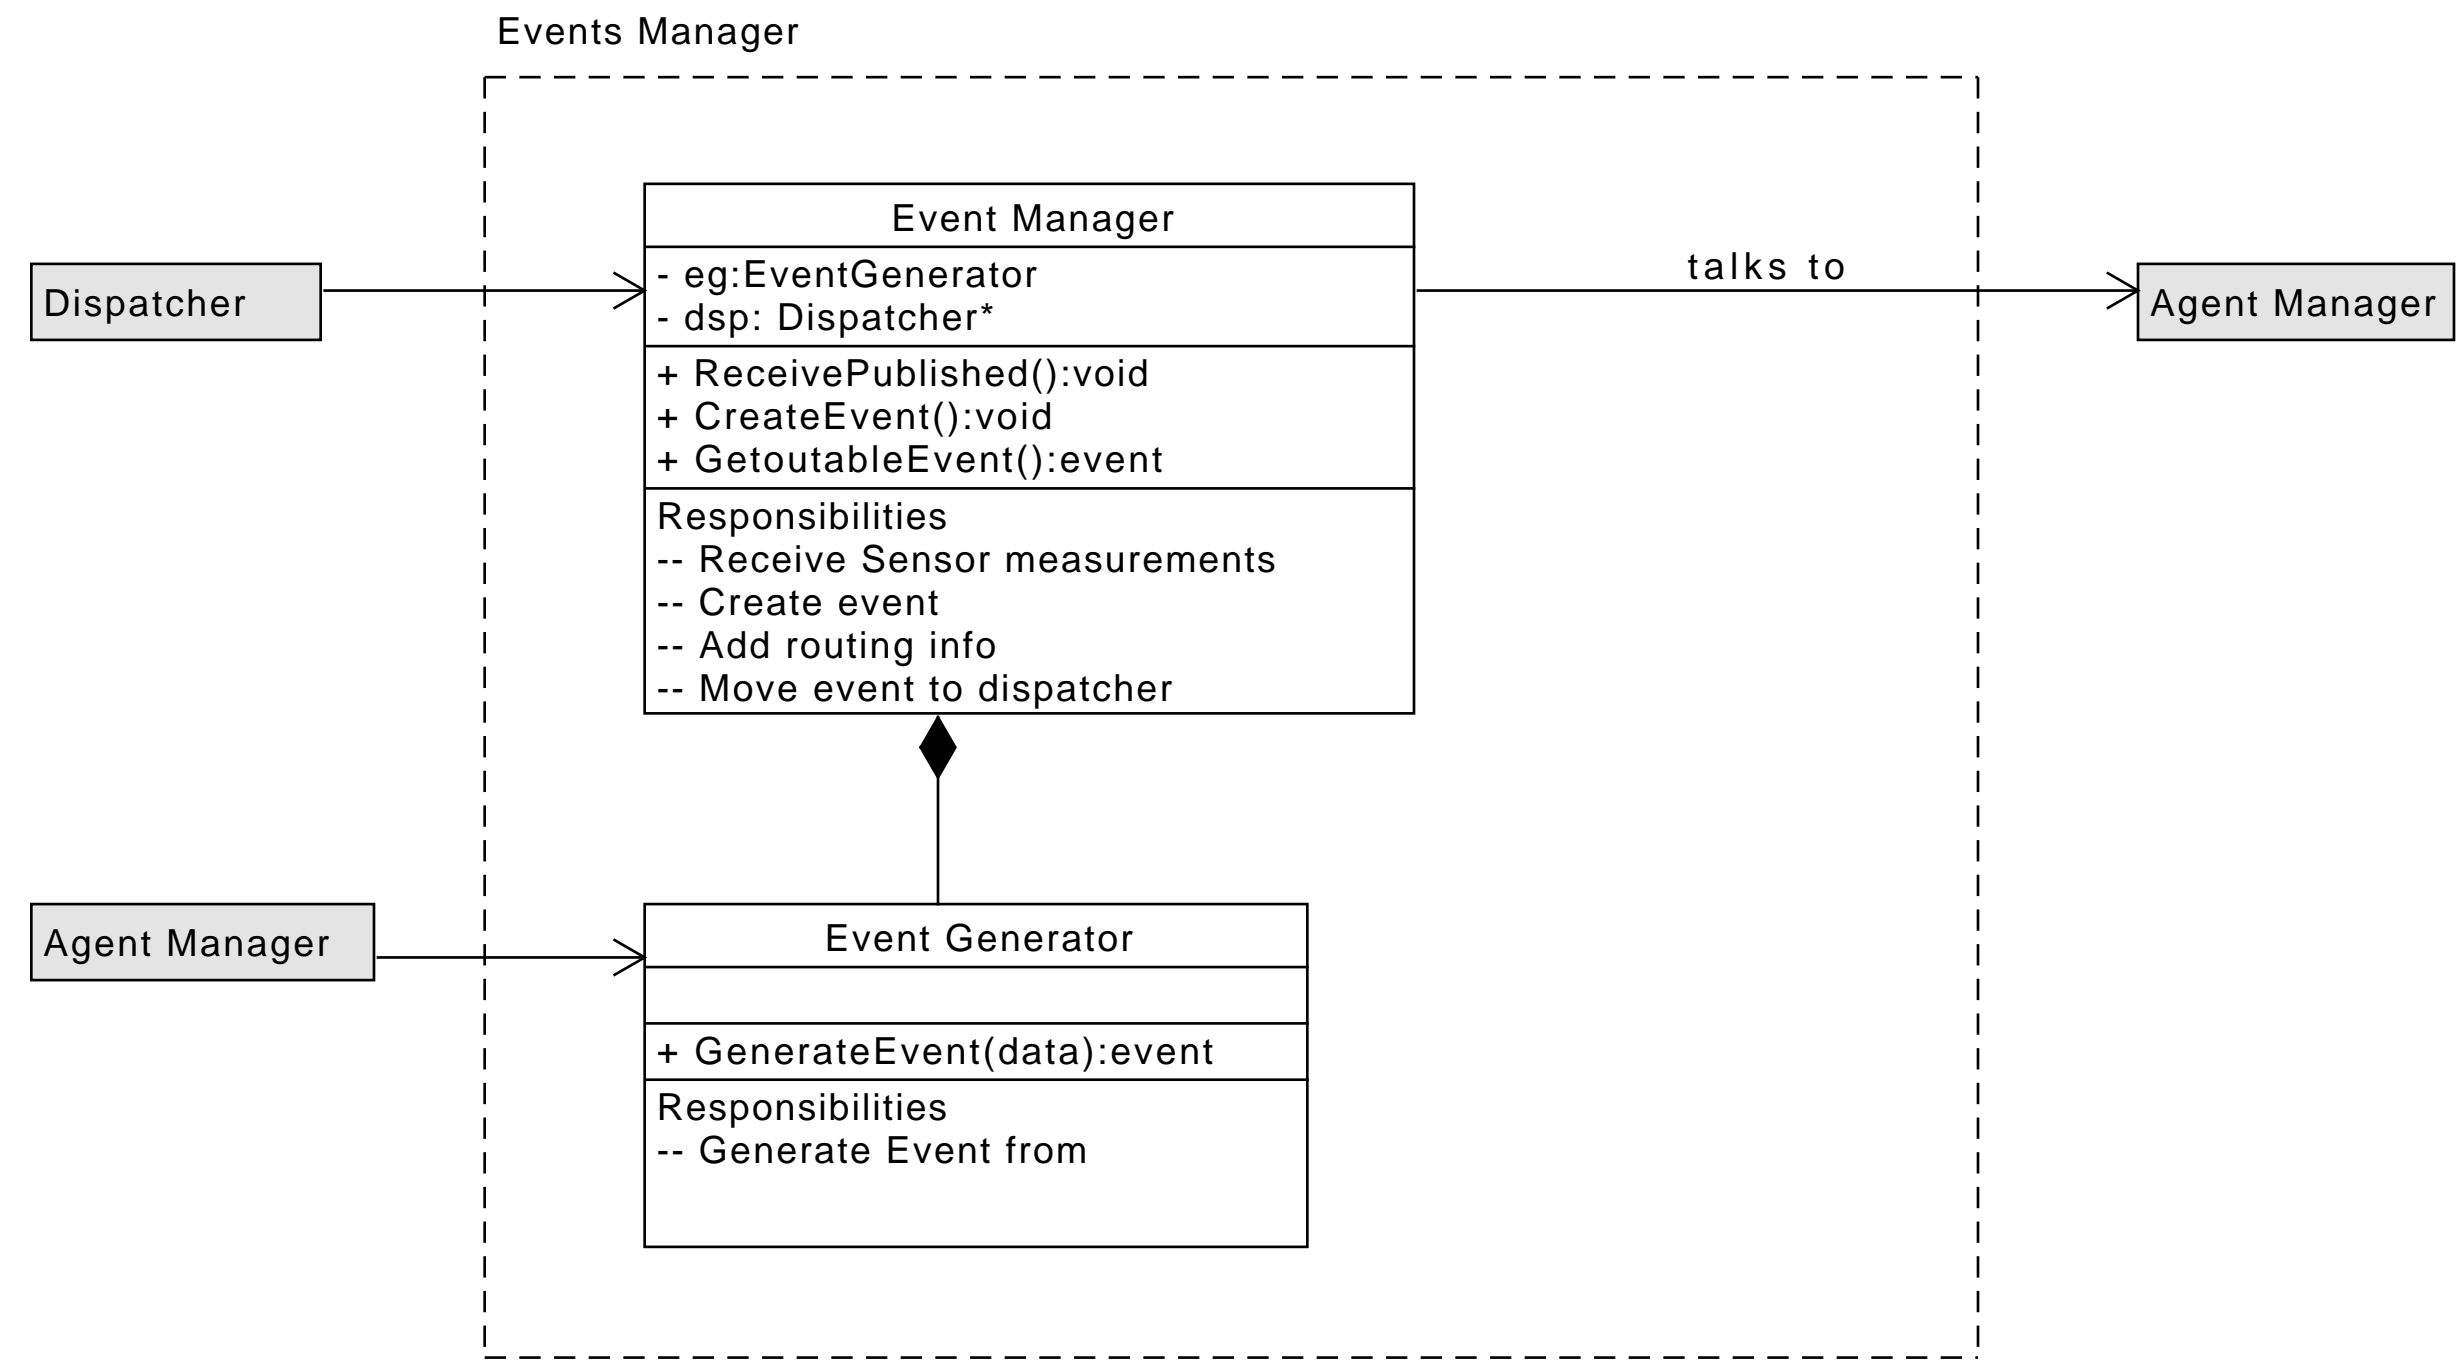 Events Manager
Dispatcher
Event Manager
- eg:EventGenerator
- dsp: Dispatcher*
+ ReceivePublished():void
+ CreateEvent():void
+ GetoutableEvent():event
Responsibilities
-- Receive Sensor measurements
-- Create event
-- Add routing info
-- Move event to dispatcher
talks to
Agent Manager
Agent Manager
Event Generator
+ GenerateEvent(data):event
Responsibilities
-- Generate Event from